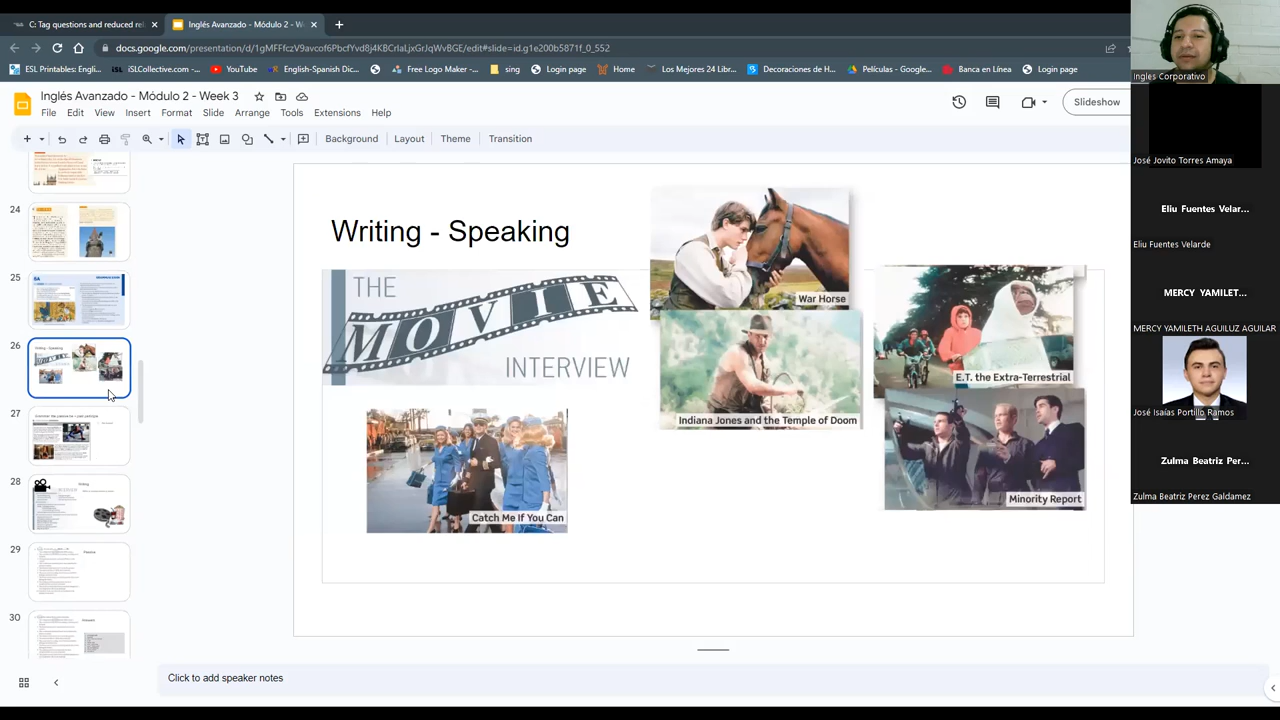 C: Tag questions and reduced rel
Inglés Avanzado - Módulo 2 - W
docs.google.com/presentation/d/1gMFFfczV9avcof6PbcfYvd8j4KBCrlaLjxGrJqWvBGE/edit#slide=id.g1e200b5871f_0_552
ESL Printables: Engli...
iSLCollective.com -...
YouTube
English-Spanish Dic...
Free Logo Maker -...
Start page
Home
Los Mejores 24 Libr...
Decoraciones de H...
Películas - Google...
Banca en Línea
Login page
Inglés Avanzado - Módulo 2 - Week 3
File Edit View Insert Format Slide Arrange Tools Extensions Help
Slideshow
Background Layout Theme Transition
24
25
26
27
28
29
30
Writing - Speaking
THE
MOVIE
INTERVIEW
War Horse
E.T. the Extra-Terrestrial
Indiana Jones and the Temple of Doom
Minority Report
Catch Me If You Can
Click to add speaker notes
Ingles Corporativo
José Jovito Torres Amaya
Eliu Fuentes Velar...
Eliu Fuentes Velarde
MERCY YAMILET...
MERCY YAMILETH AGUILUZ AGUILAR
José Isaías Portillo Ramos
Zulma Beatriz Per...
Zulma Beatriz Perez Galdamez